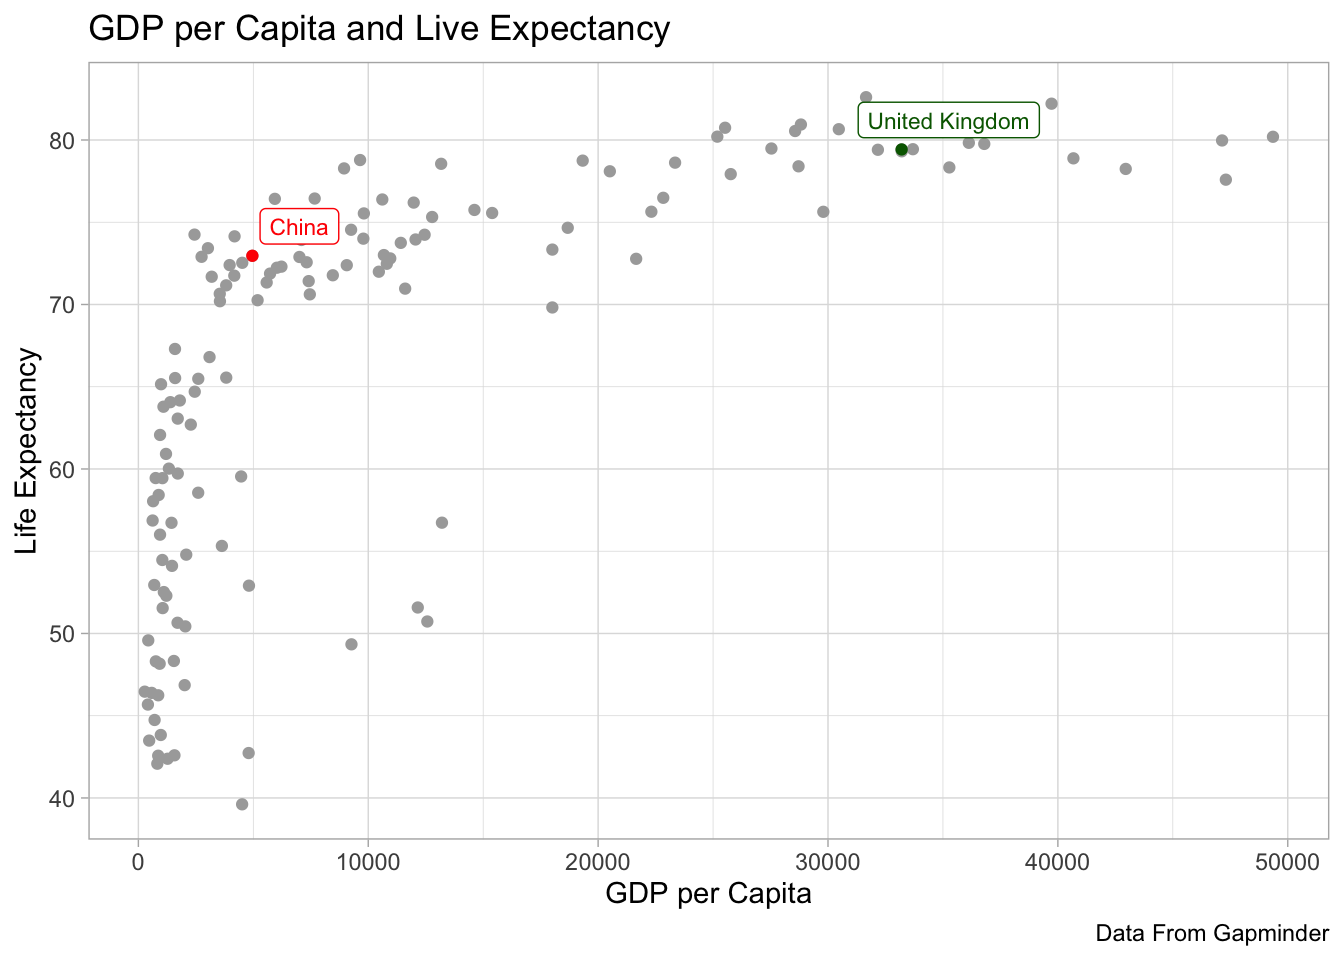 GDP per Capita and Live Expectancy
United Kingdom
China
Life Expectancy
80
70
60
50
40
0 10000 20000 30000 40000 50000
GDP per Capita
Data From Gapminder